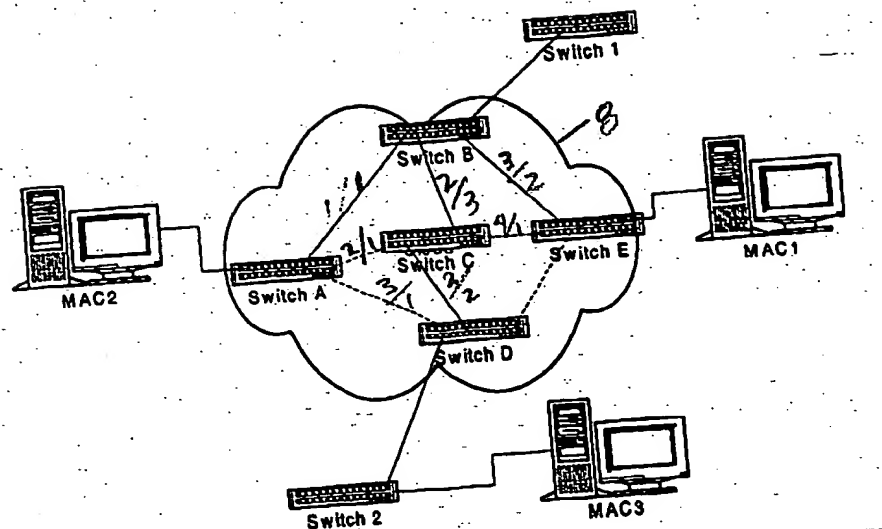 Switch 1
8
Switch B
3/2
MAC1
1/1
2/3
4/1
2/1
Switch C
Switch E
MAC2
Switch A
3/1
3/2
Switch D
Switch 2
MAC3